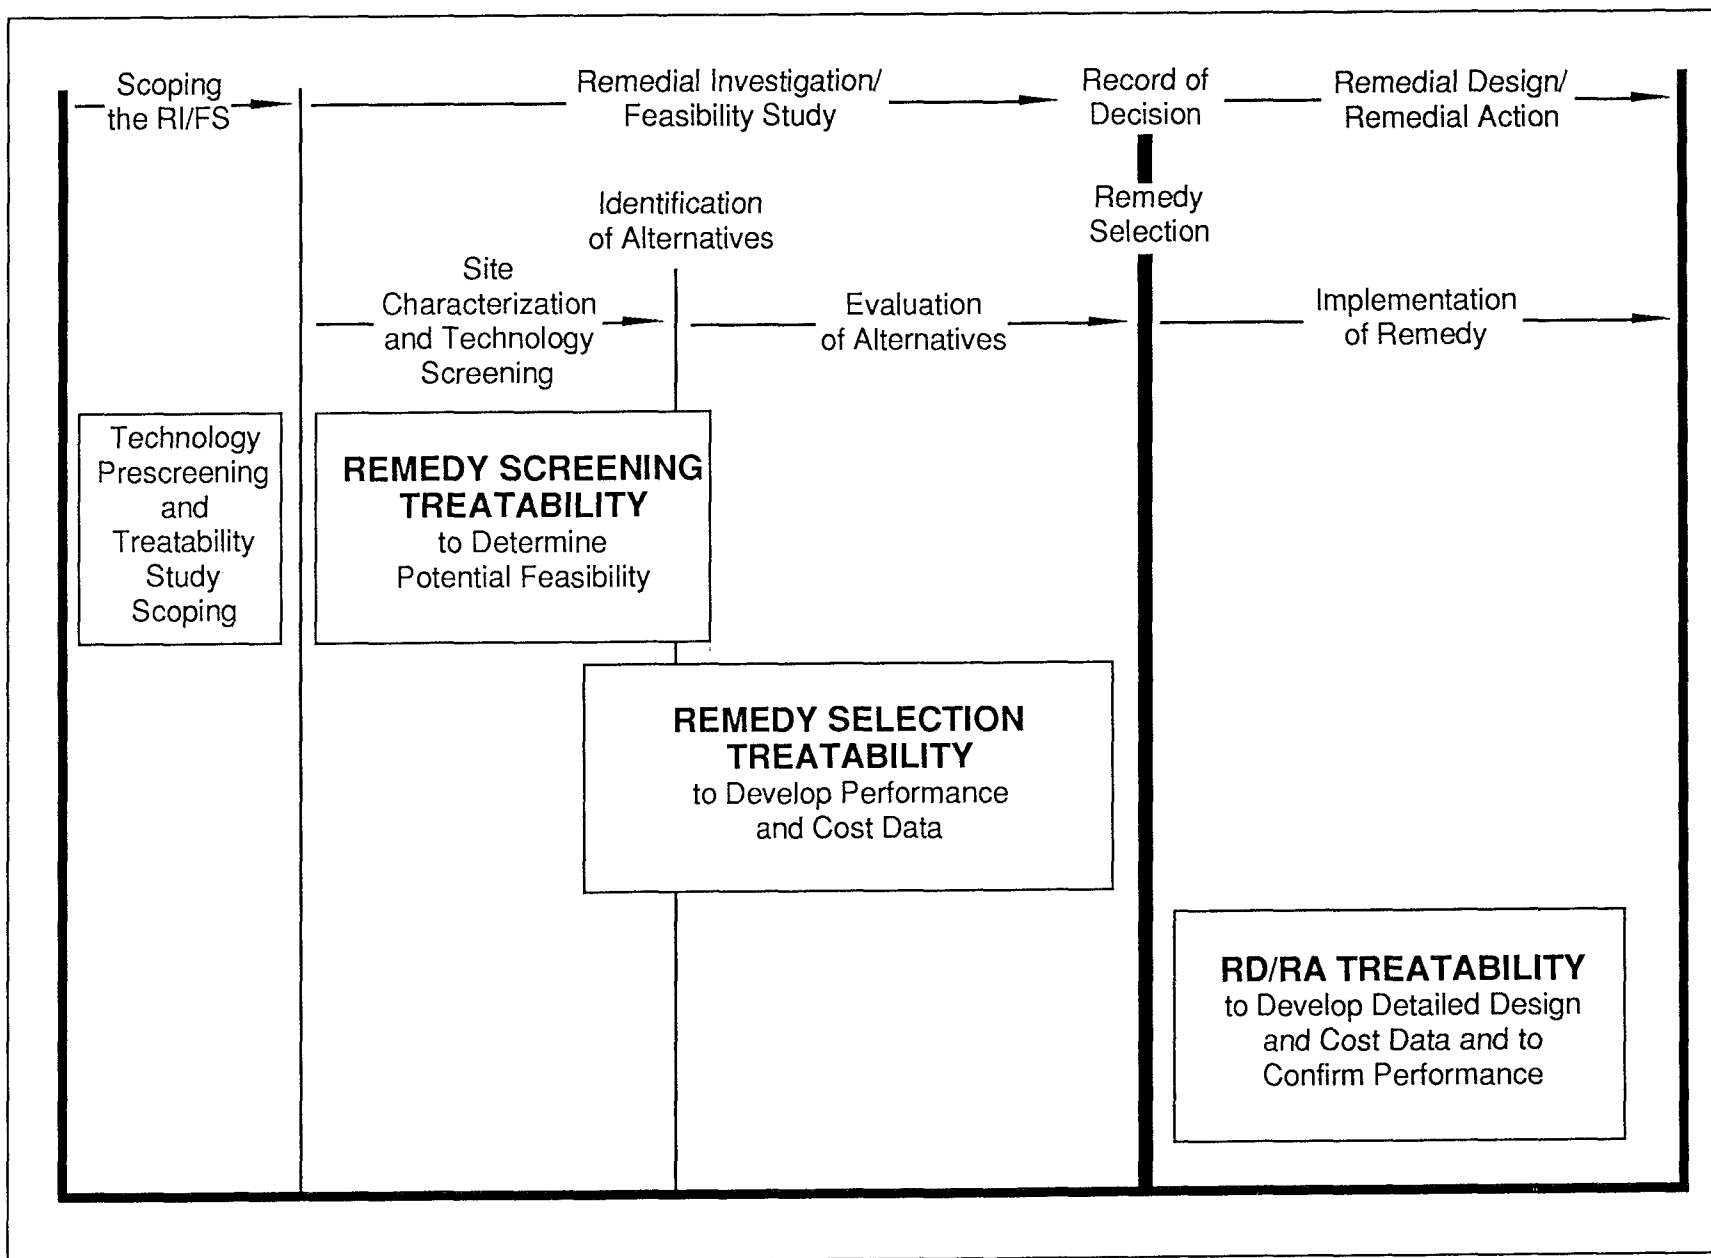 Scoping
the RI/FS
Remedial Investigation/
Feasibility Study
Record of
Decision
Remedial Design/
Remedial Action
Identification
of Alternatives
Remedy
Selection
Site
Characterization
and Technology
Screening
Evaluation
of Alternatives
Implementation
of Remedy
Technology
Prescreening
and
Treatability
Study
Scoping
REMEDY SCREENING
TREATABILITY
to Determine
Potential Feasibility
REMEDY SELECTION
TREATABILITY
to Develop Performance
and Cost Data
RD/RA TREATABILITY
to Develop Detailed Design
and Cost Data and to
Confirm Performance